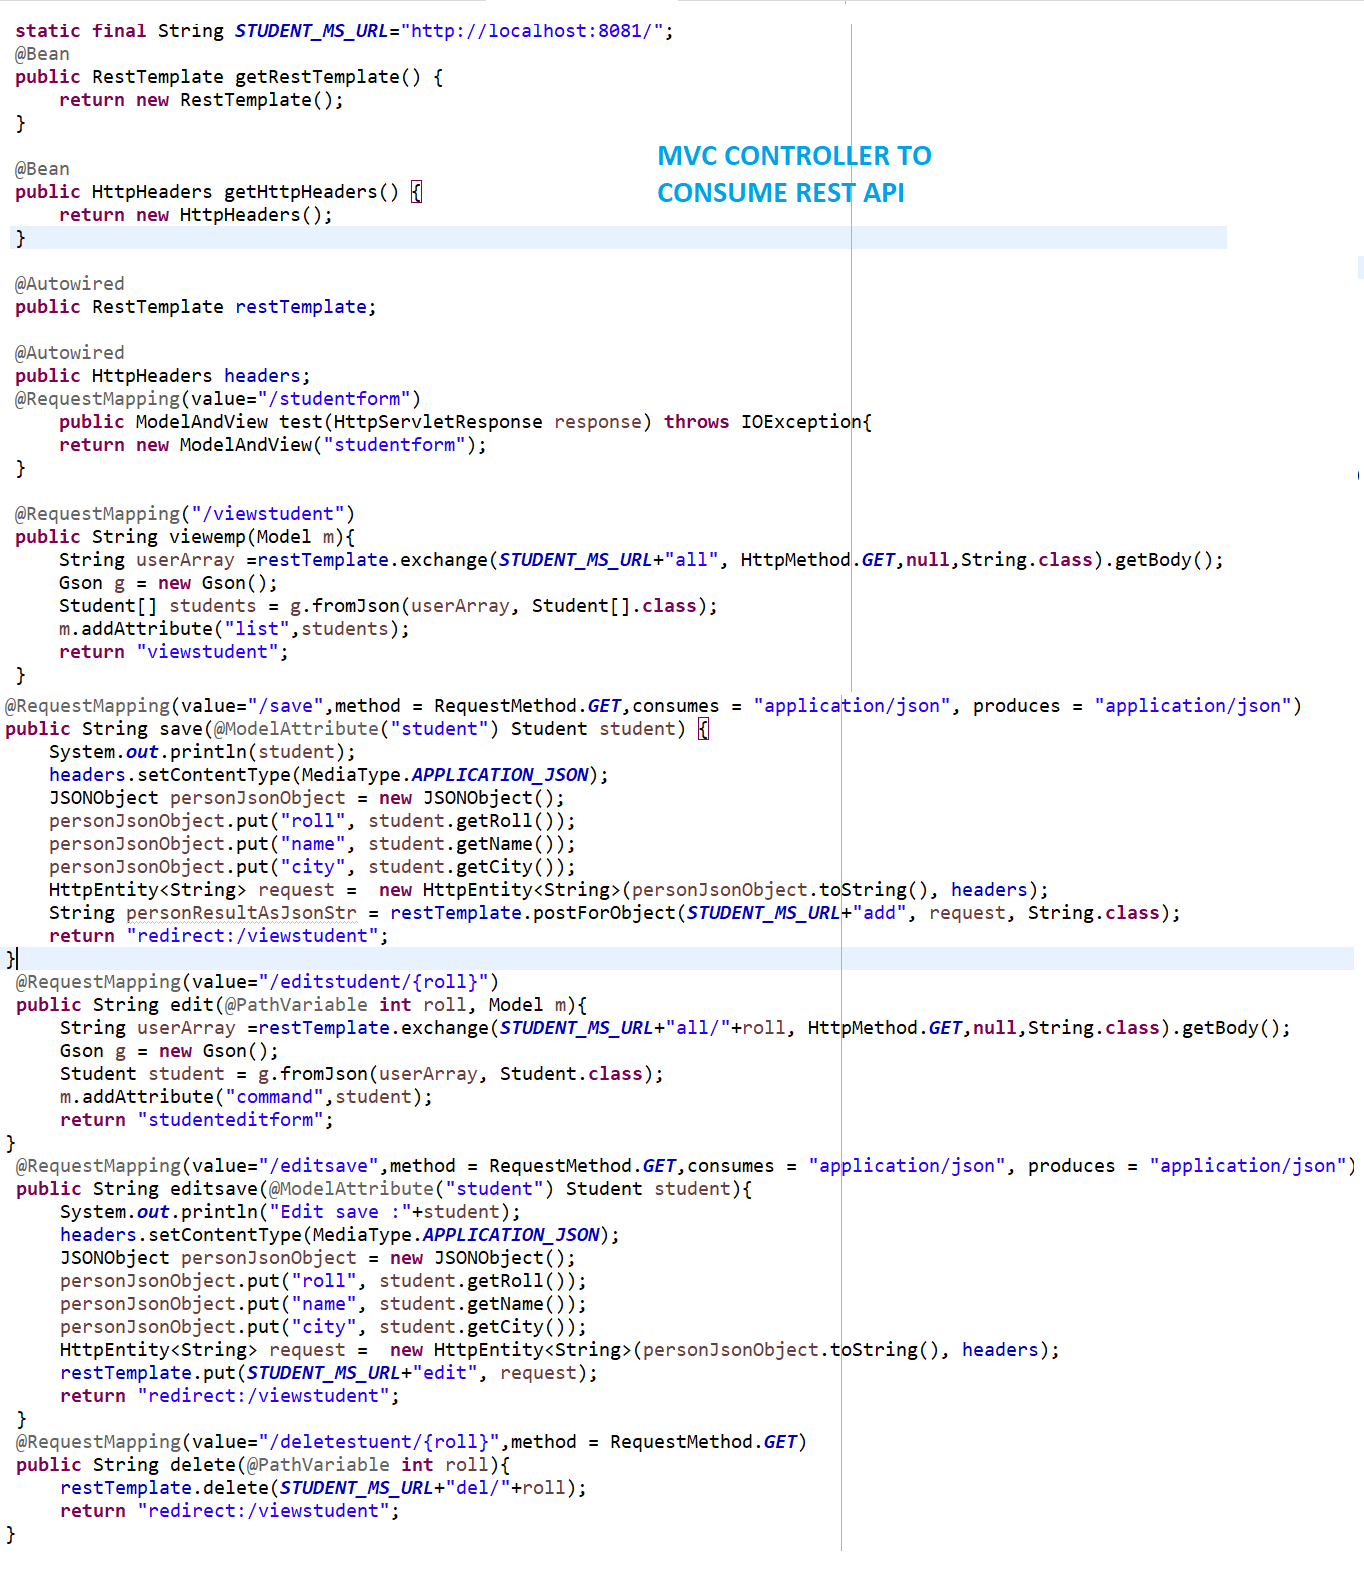 static final String STUDENT_MS_URL="http://localhost:8081/";
@Bean
public RestTemplate getRestTemplate() {
    return new RestTemplate();
}
MVC CONTROLLER TO
CONSUME REST API
@Bean
public HttpHeaders getHttpHeaders() {
    return new HttpHeaders();
}
@Autowired
public RestTemplate restTemplate;
@Autowired
public HttpHeaders headers;
@RequestMapping(value="/studentform")
    public ModelAndView test(HttpServletResponse response) throws IOException{
    return new ModelAndView("studentform");
}
@RequestMapping("/viewstudent")
public String viewemp(Model m){
    String userArray =restTemplate.exchange(STUDENT_MS_URL+"all", HttpMethod.GET,null,String.class).getBody();
    Gson g = new Gson();
    Student[] students = g.fromJson(userArray, Student[].class);
    m.addAttribute("list",students);
    return "viewstudent";
}
@RequestMapping(value="/save",method = RequestMethod.GET,consumes = "application/json", produces = "application/json")
public String save(@ModelAttribute("student") Student student) {
    System.out.println(student);
    headers.setContentType(MediaType.APPLICATION_JSON);
    JSONObject personJsonObject = new JSONObject();
    personJsonObject.put("roll", student.getRoll());
    personJsonObject.put("name", student.getName());
    personJsonObject.put("city", student.getCity());
    HttpEntity<String> request =  new HttpEntity<String>(personJsonObject.toString(), headers);
    String personResultAsJsonStr = restTemplate.postForObject(STUDENT_MS_URL+"add", request, String.class);
    return "redirect:/viewstudent";
}
@RequestMapping(value="/editstudent/{roll}")
public String edit(@PathVariable int roll, Model m){
    String userArray =restTemplate.exchange(STUDENT_MS_URL+"all/"+roll, HttpMethod.GET,null,String.class).getBody();
    Gson g = new Gson();
    Student student = g.fromJson(userArray, Student.class);
    m.addAttribute("command",student);
    return "studenteditform";
}
@RequestMapping(value="/editsave",method = RequestMethod.GET,consumes = "application/json", produces = "application/json")
public String editsave(@ModelAttribute("student") Student student){
    System.out.println("Edit save :"+student);
    headers.setContentType(MediaType.APPLICATION_JSON);
    JSONObject personJsonObject = new JSONObject();
    personJsonObject.put("roll", student.getRoll());
    personJsonObject.put("name", student.getName());
    personJsonObject.put("city", student.getCity());
    HttpEntity<String> request =  new HttpEntity<String>(personJsonObject.toString(), headers);
    restTemplate.put(STUDENT_MS_URL+"edit", request);
    return "redirect:/viewstudent";
}
@RequestMapping(value="/deletestuent/{roll}",method = RequestMethod.GET)
public String delete(@PathVariable int roll){
    restTemplate.delete(STUDENT_MS_URL+"del/"+roll);
    return "redirect:/viewstudent";
}